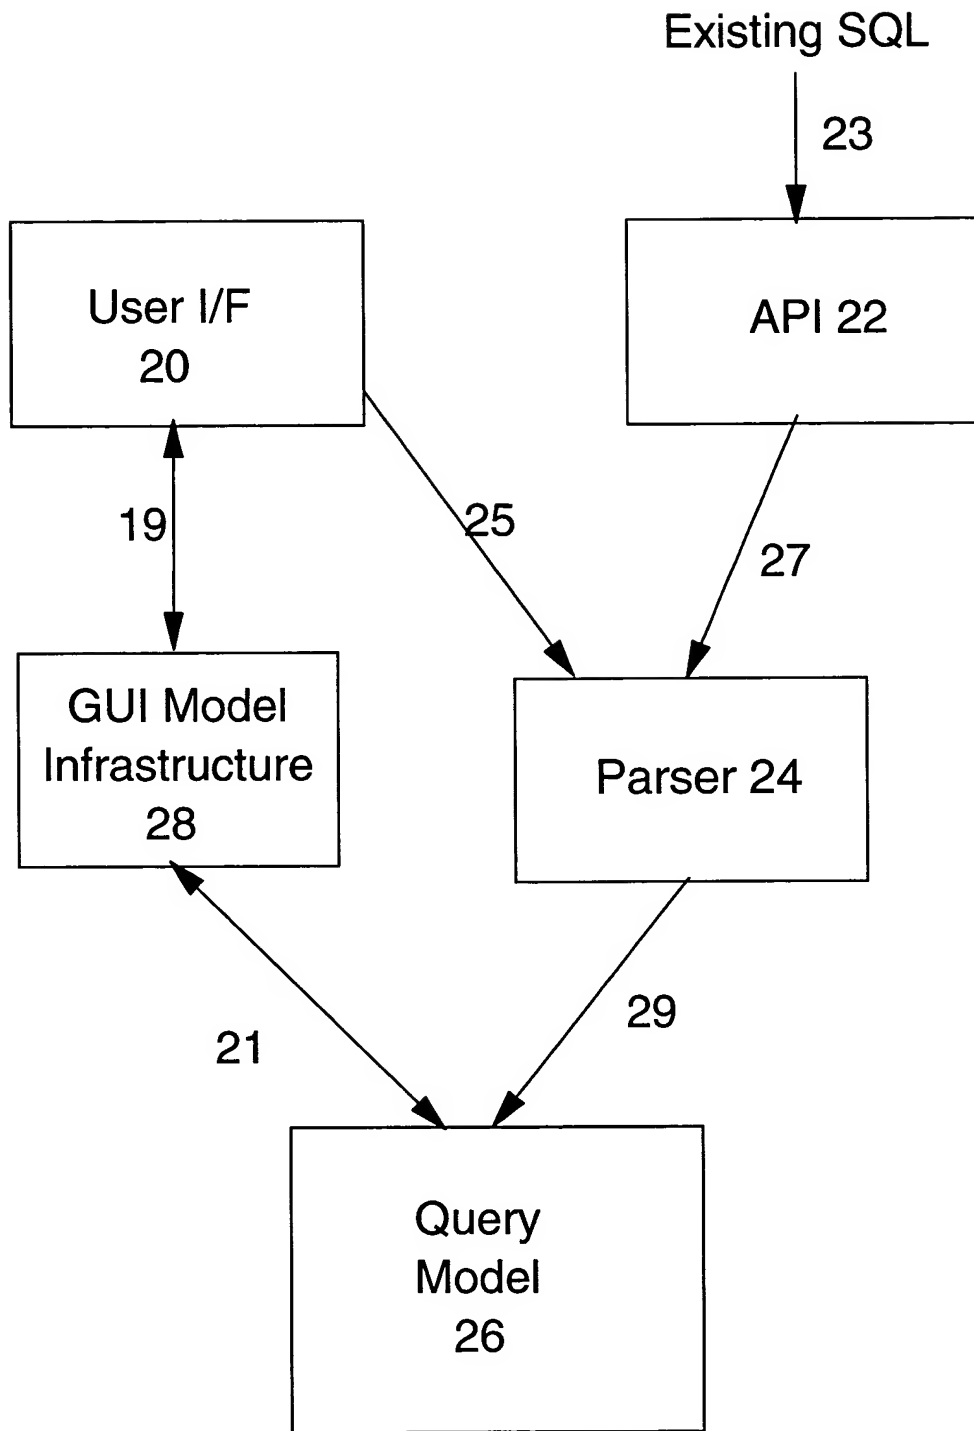 Existing SQL
23
User I/F
20
API 22
19
25
27
GUI Model
Infrastructure
28
Parser 24
21
29
Query
Model
26